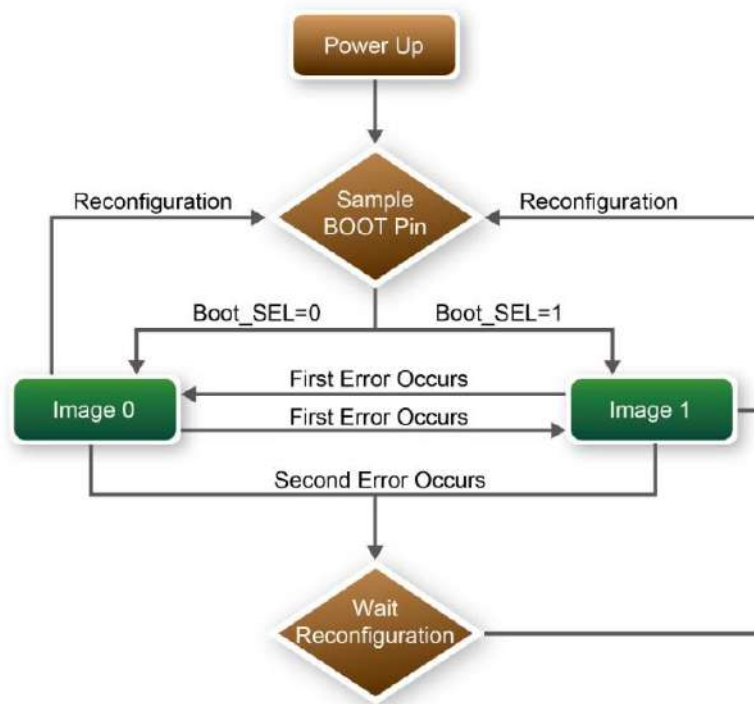 Power Up
Reconfiguration
Sample
BOOT Pin
Reconfiguration
Boot_SEL=0
Boot_SEL=1
First Error Occurs
Image 0
Image 1
First Error Occurs
Second Error Occurs
Wait
Reconfiguration